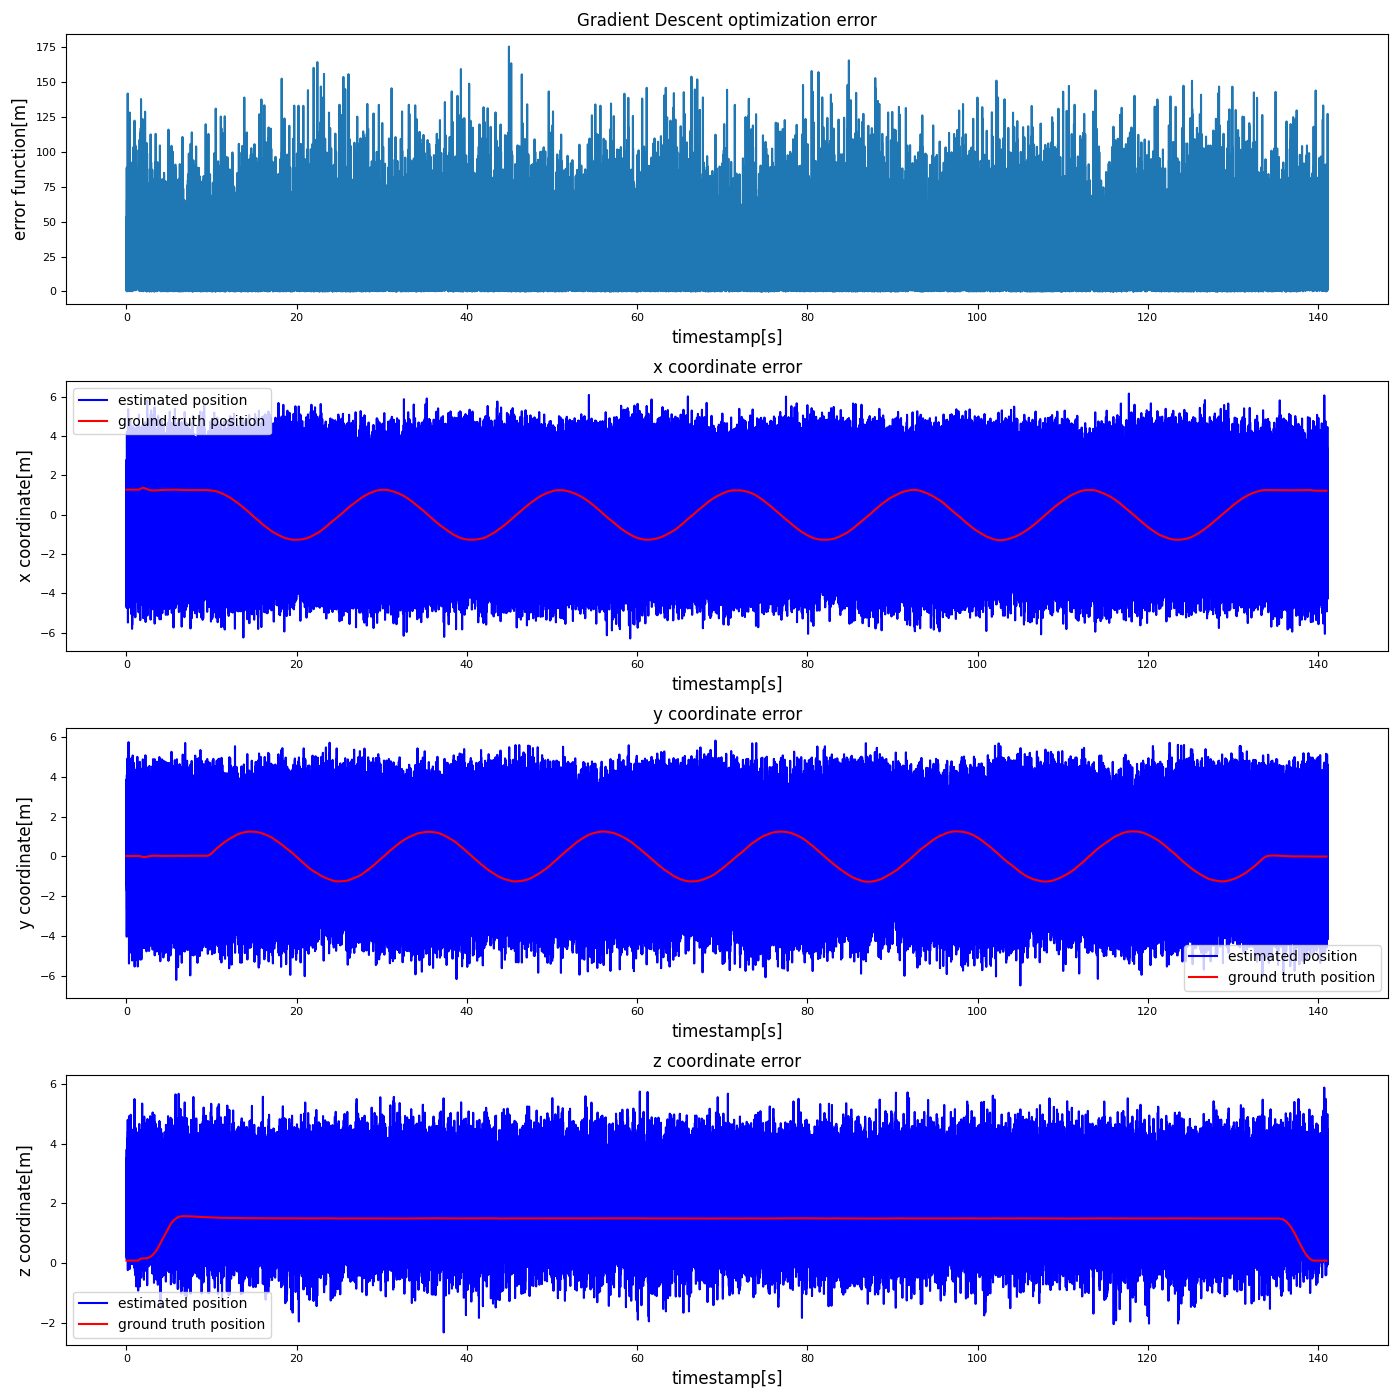 Gradient Descent optimization error
error function[m]
175
150
125
100
75
50
25
0
0 20 40 60 80 100 120 140
timestamp[s]
x coordinate error
x coordinate[m]
6
4
2
0
−2
−4
−6
estimated position
ground truth position
0 20 40 60 80 100 120 140
timestamp[s]
y coordinate error
y coordinate[m]
6
4
2
0
−2
−4
−6
estimated position
ground truth position
0 20 40 60 80 100 120 140
timestamp[s]
z coordinate error
z coordinate[m]
6
4
2
0
−2
estimated position
ground truth position
0 20 40 60 80 100 120 140
timestamp[s]